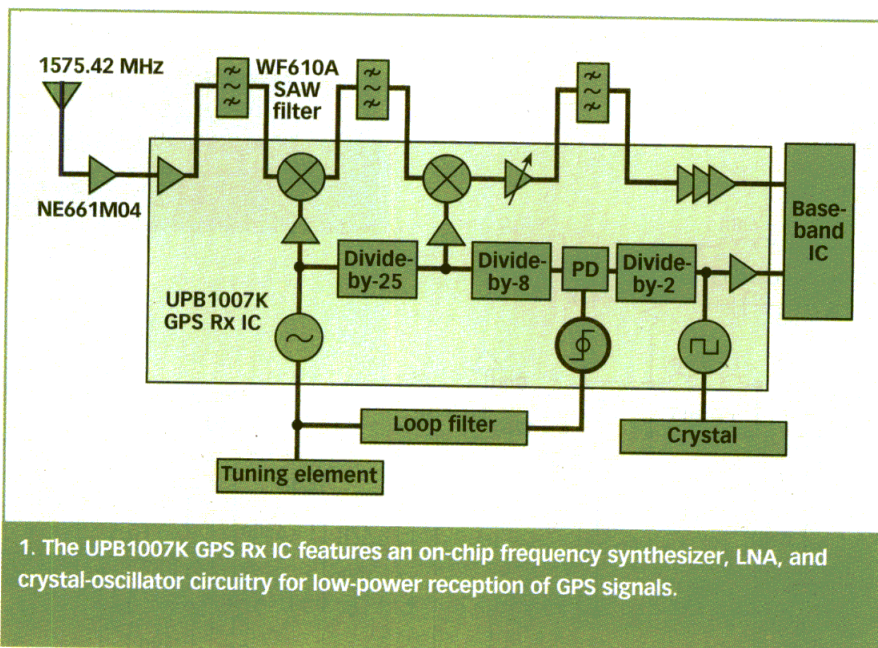 1575.42 MHz
WF610A
SAW
filter
NE661M04
Base-
band
IC
Divide-
by-25
Divide-
by-8
PD
Divide-
by-2
UPB1007K
GPS Rx IC
Loop filter
Crystal
Tuning element
1. The UPB1007K GPS Rx IC features an on-chip frequency synthesizer, LNA, and
crystal-oscillator circuitry for low-power reception of GPS signals.